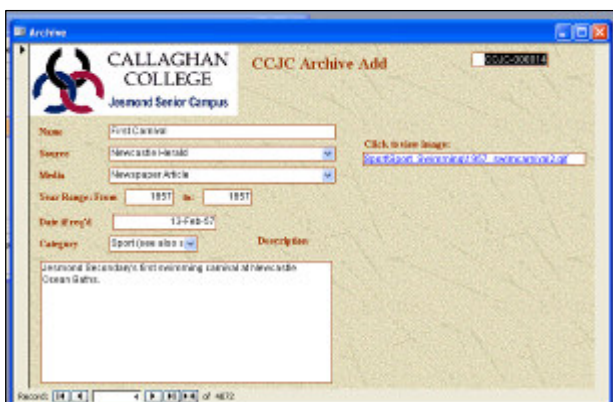 Archive
CALLAGHAN
COLLEGE
Jesmond Senior Campus
CCJC Archive Add
CCJC-000014
Name
First Carnival
Source
Newcastle Herald
Media
Newspaper Article
Year Range: From 1957 to: 1957
Date if req'd 13-Feb-57
Category Sport (see also s
Description
Click to view image:
Jesmond Secondary's first swimming carnival at Newcastle
Ocean Baths.
Record: 4 of 4672